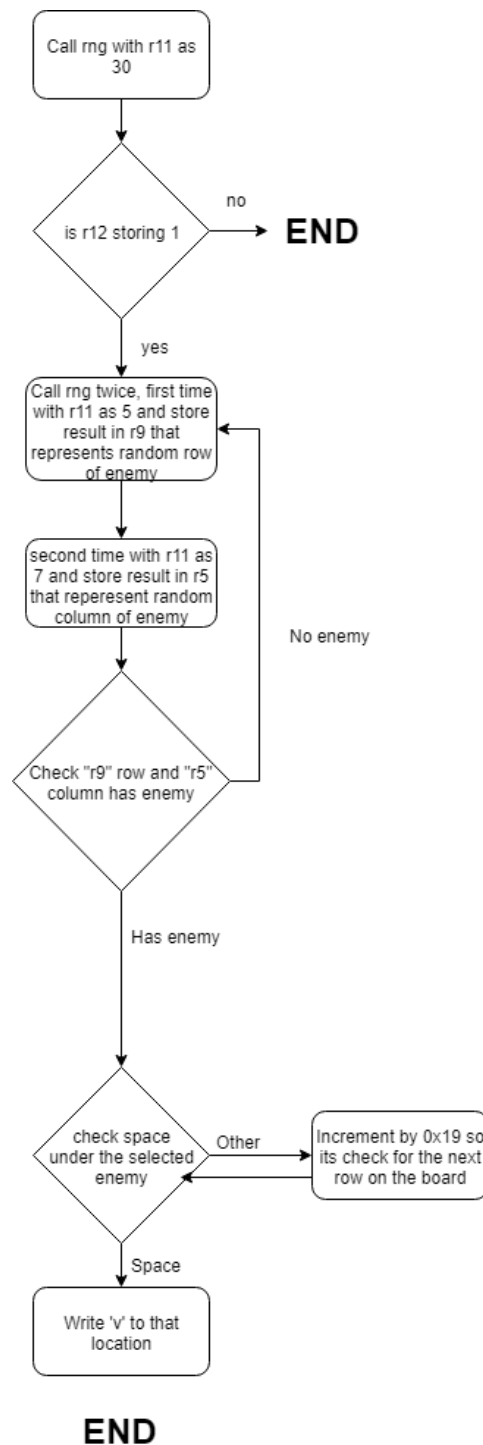 Call rng with r11 as
30
no
is r12 storing 1
END
yes
Call rng twice, first time
with r11 as 5 and store
result in r9 that
represents random row
of enemy
second time with r11 as
7 and store result in r5
that reperesent random
column of enemy
No enemy
Check "r9" row and "r5"
column has enemy
Has enemy
check space
under the selected
enemy
Other
Increment by 0x19 so
its check for the next
row on the board
Space
Write 'v' to that
location
END